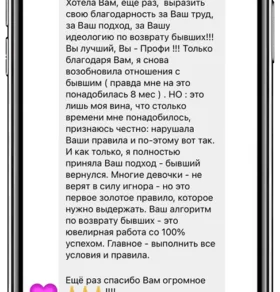 Хотела Вам, ещё раз, выразить
свою благодарность за Ваш труд,
за Ваш подход, за Вашу
идеологию по возврату бывших!!!
Вы лучший, Вы - Профи !!! Только
благодаря Вам, я снова
возобновила отношения с
бывшим ( правда мне на это
понадобилась 8 мес ) . НО : это
лишь моя вина, что столько
времени мне понадобилось,
признаюсь честно: нарушала
Ваши правила и по-этому вот так.
И как только, я полностью
приняла Ваш подход - бывший
вернулся. Многие девочки - не
верят в силу игнора - но это
первое золотое правило, которое
нужно выдержать. Ваш алгоритм
по возврату бывших - это
ювелирная работа со 100%
успехом. Главное - выполнить все
условия и правила.
Ещё раз спасибо Вам огромное
!!!!